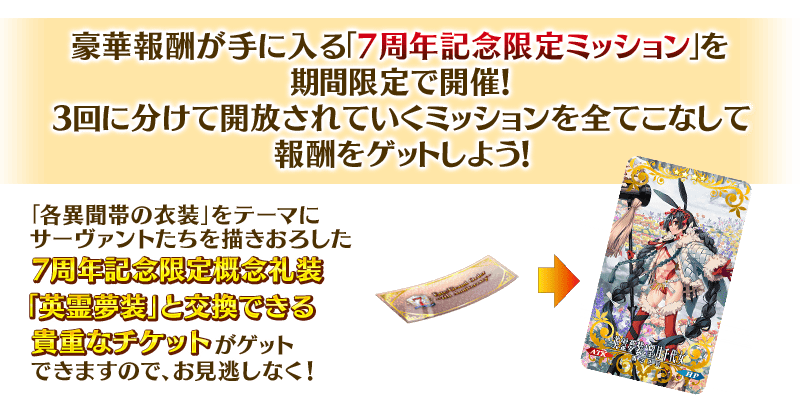 豪華報酬が手に入る「7周年記念限定ミッション」を
期間限定で開催！
3回に分けて開放されていくミッションを全てこなして
報酬をゲットしよう！
「各異聞帯の衣装」をテーマに
サーヴァントたちを描きおろした
7周年記念限定概念礼装
「英霊夢装」と交換できる
貴重なチケットがゲット
できますので、お見逃しなく！
7
ATK
HP